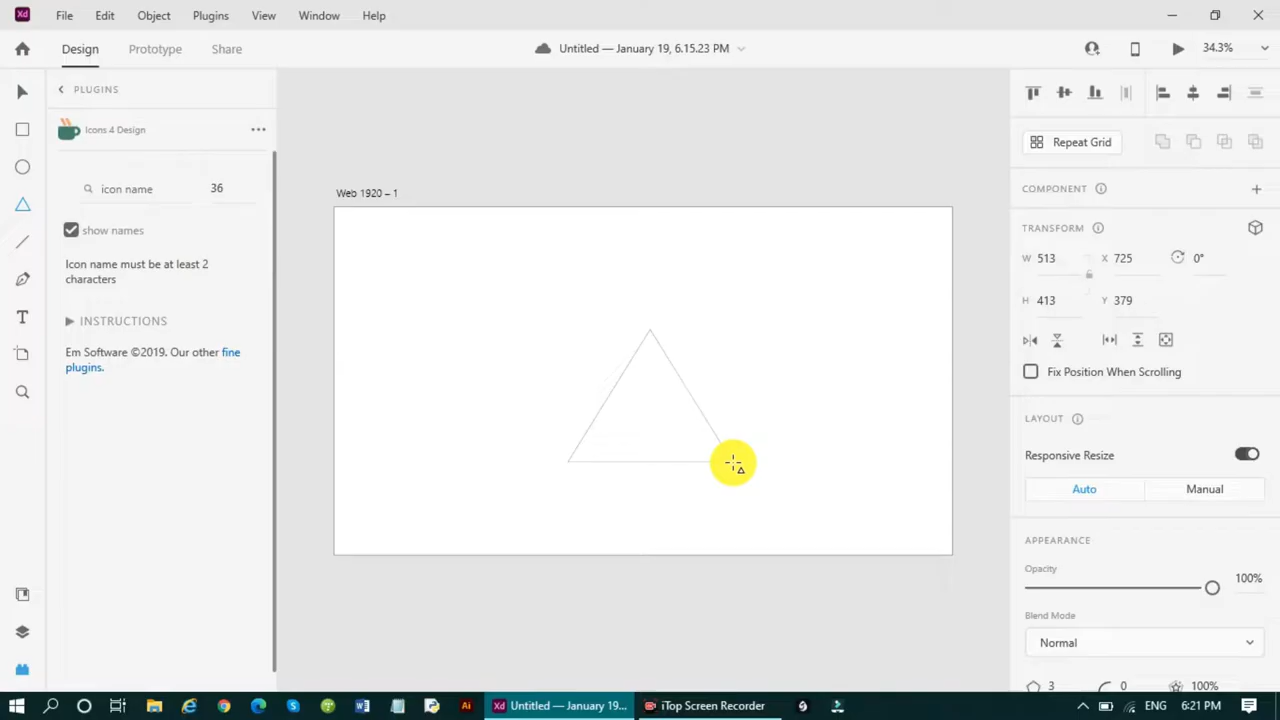 Xd File Edit Object Plugins View Window Help
Design Prototype Share Untitled — January 19, 6.15.23 PM 34.3%
PLUGINS
Icons 4 Design
icon name 36
show names
Icon name must be at least 2
characters
INSTRUCTIONS
Em Software ©2019. Our other fine
plugins.
Web 1920 – 1
Repeat Grid
COMPONENT
TRANSFORM
W 513 X 725 0°
H 413 Y 379
Fix Position When Scrolling
LAYOUT
Responsive Resize
Auto Manual
APPEARANCE
Opacity
100%
Blend Mode
Normal
3 0 100%
Xd Untitled — January 19... iTop Screen Recorder ENG 6:21 PM